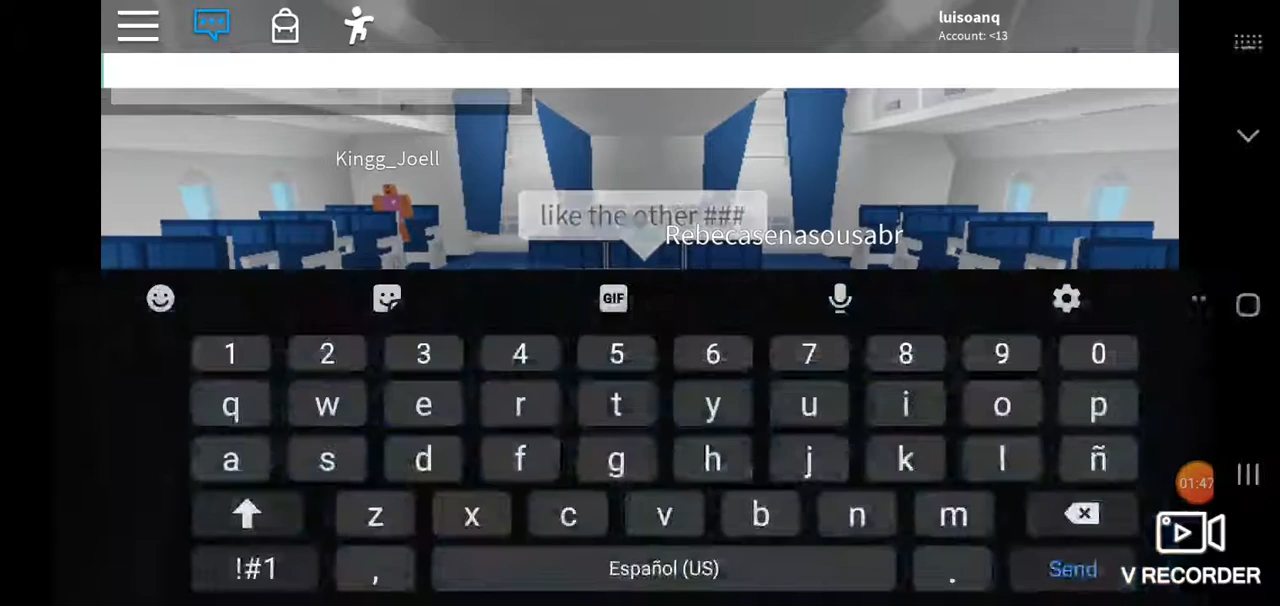 luisoanq
Account: <13
Kingg_Joell
like the other ###
Rebecasenasousabr
GIF
1 2 3 4 5 6 7 8 9 0
q w e r t y u i o p
a s d f g h j k l ñ
z x c v b n m
!#1 , Español (US) . Send
01:47
V RECORDER